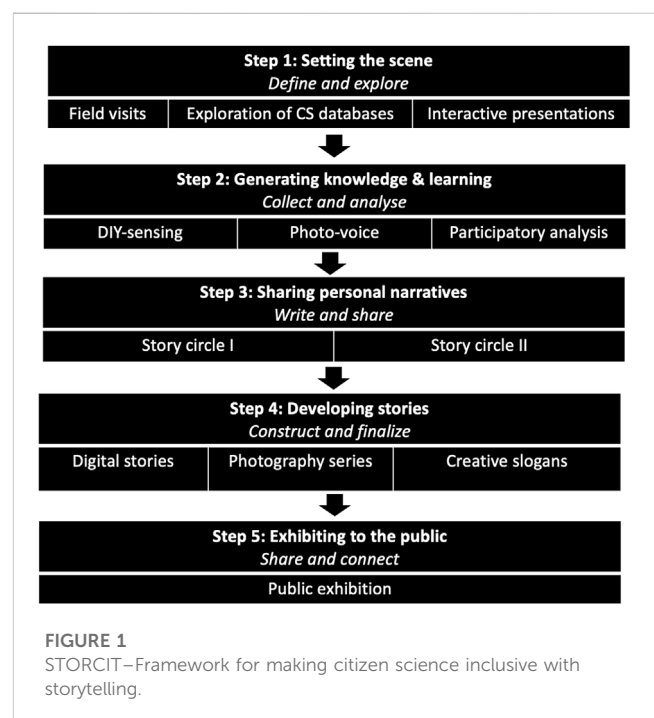 Step 1: Setting the scene
Define and explore
Field visits
Exploration of CS databases
Interactive presentations
Step 2: Generating knowledge & learning
Collect and analyse
DIY-sensing
Photo-voice
Participatory analysis
Step 3: Sharing personal narratives
Write and share
Story circle I
Story circle II
Step 4: Developing stories
Construct and finalize
Digital stories
Photography series
Creative slogans
Step 5: Exhibiting to the public
Share and connect
Public exhibition
FIGURE 1
STORCIT–Framework for making citizen science inclusive with
storytelling.